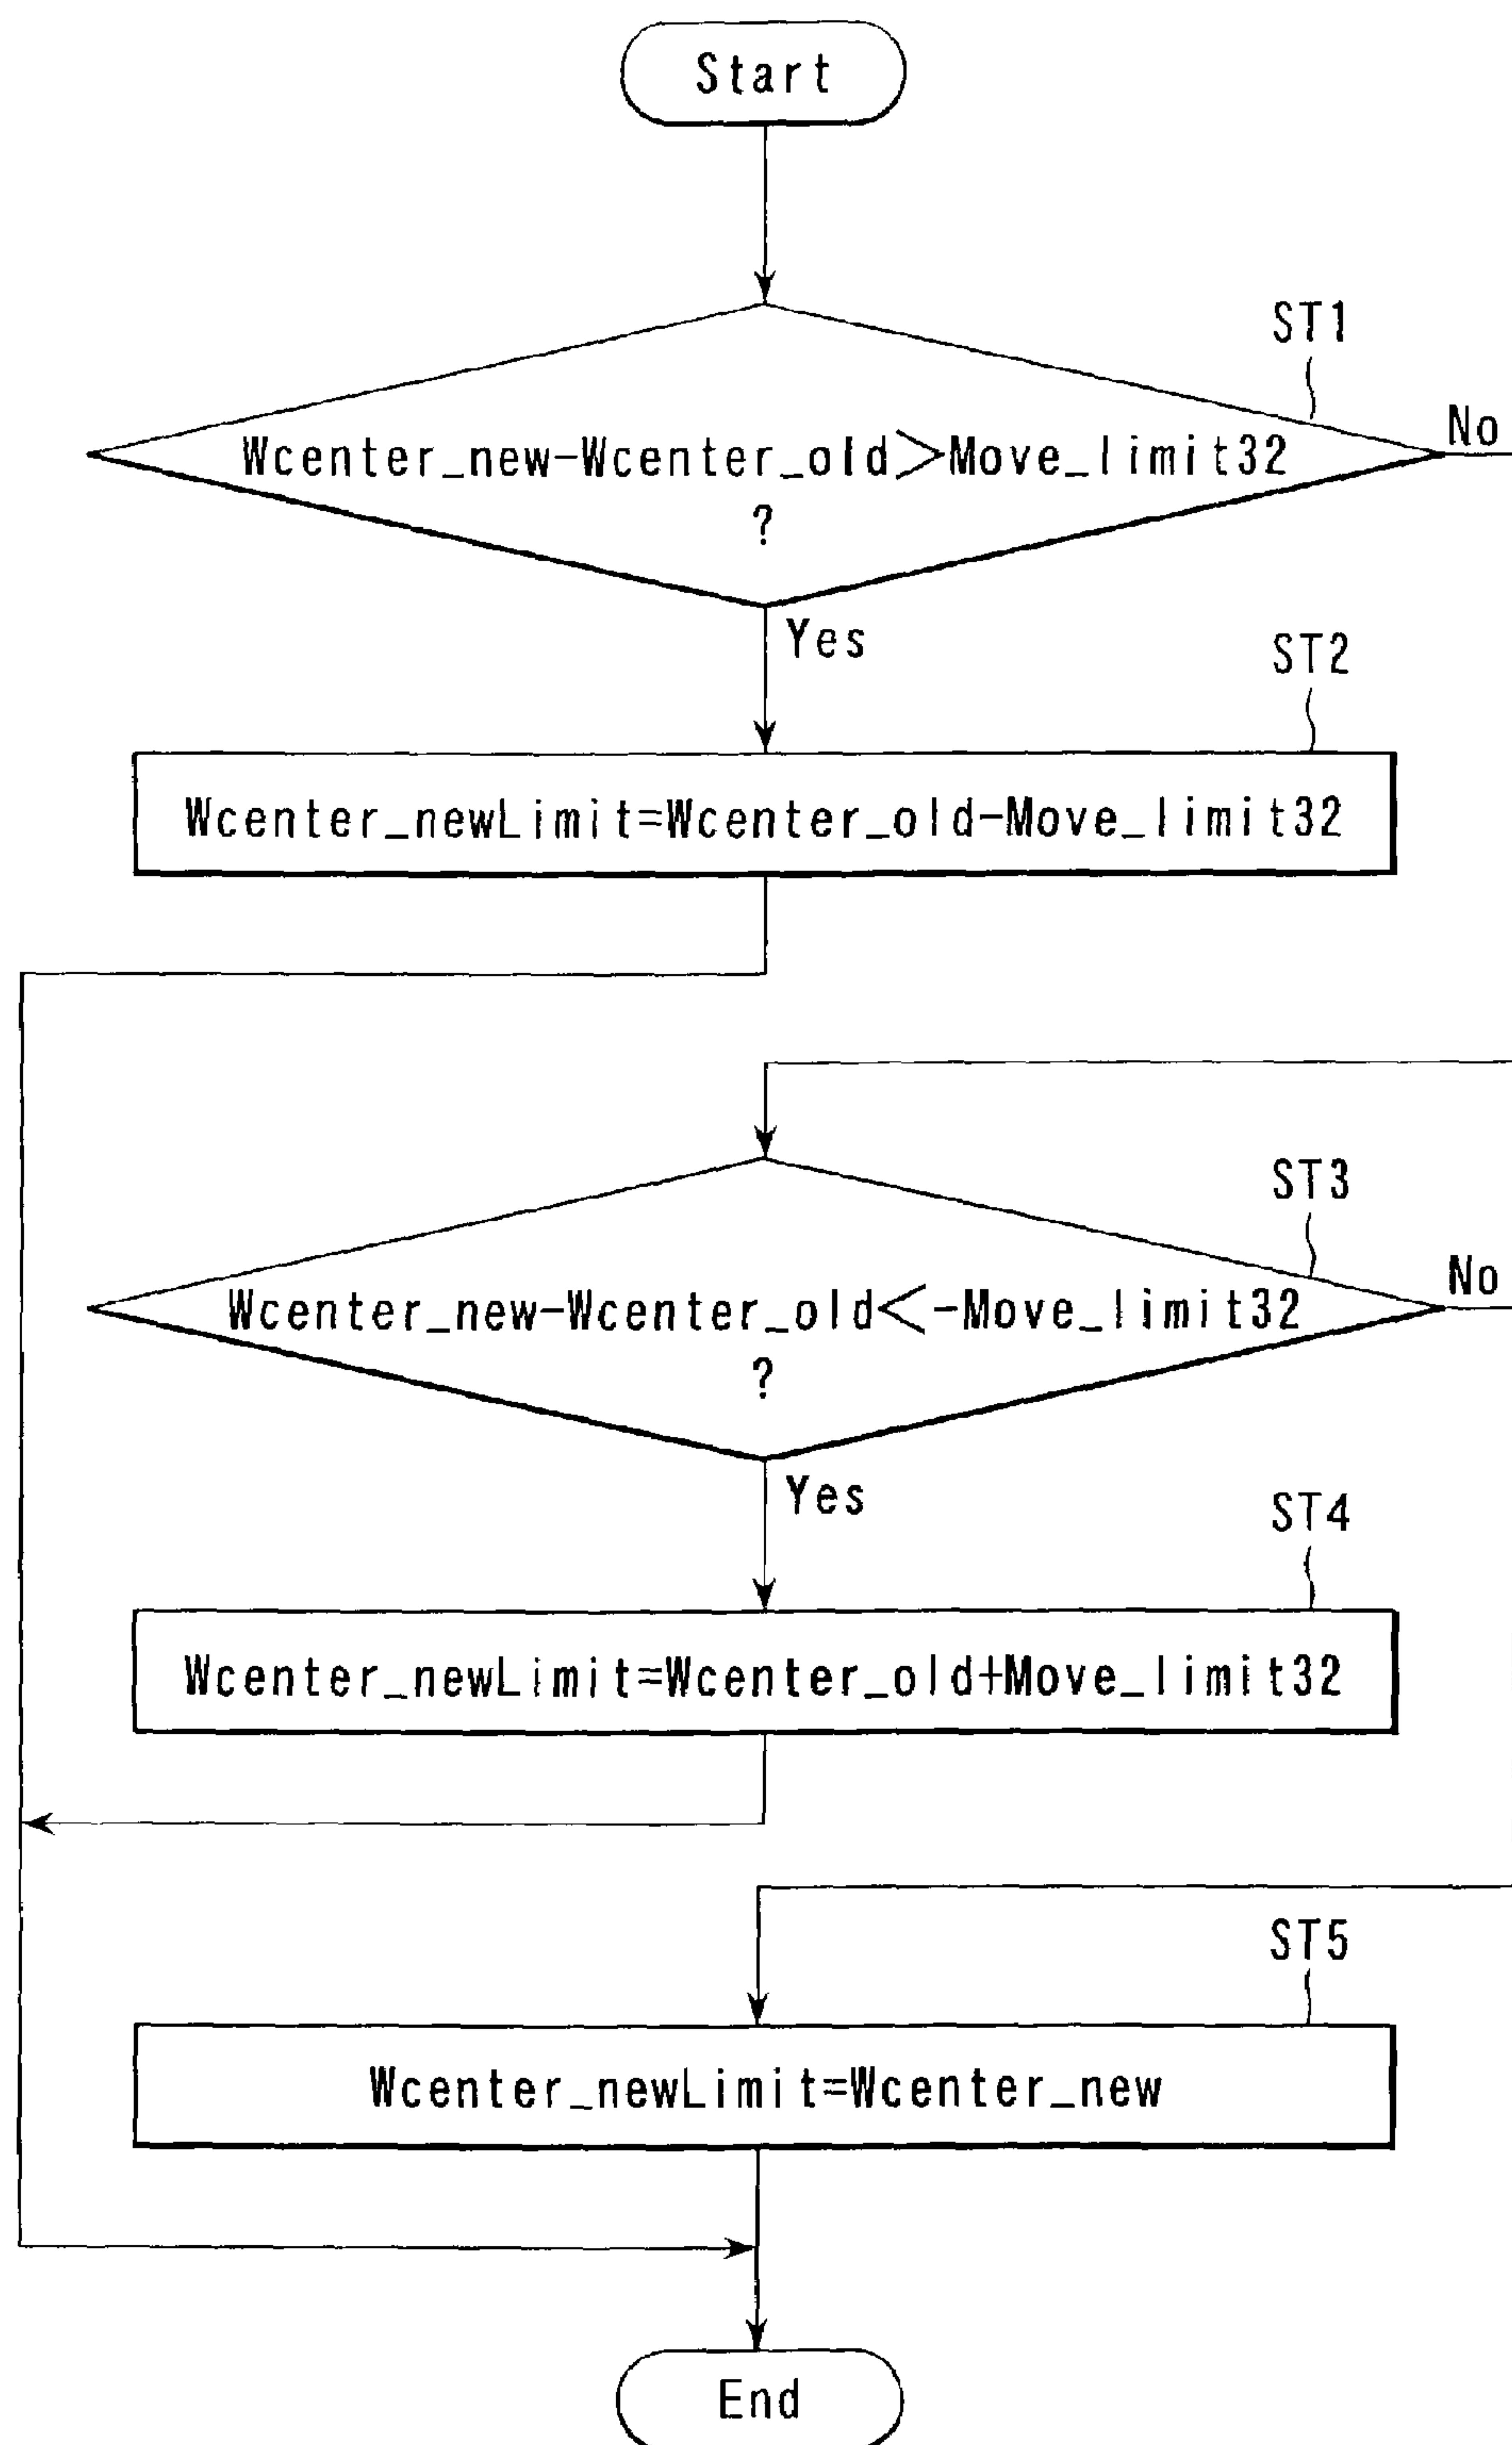 Start
ST1
Wcenter_new-Wcenter_old>Move_limit32
?
No
Yes
ST2
Wcenter_newLimit=Wcenter_old-Move_limit32
ST3
Wcenter_new-Wcenter_old<-Move_limit32
?
No
Yes
ST4
Wcenter_newLimit=Wcenter_old+Move_limit32
ST5
Wcenter_newLimit=Wcenter_new
End